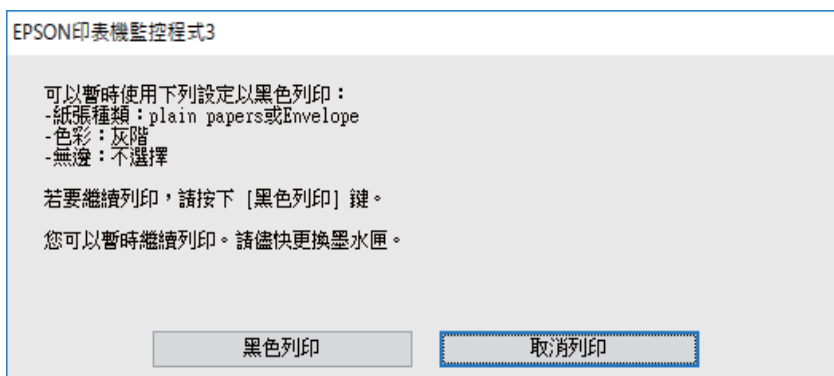 EPSON印表機監控程式3
可以暫時使用下列設定以黑色列印：
-紙張種類：plain papers或Envelope
-色彩：灰階
-無邊：不選擇
若要繼續列印，請按下 [黑色列印] 鍵。
您可以暫時繼續列印。請儘快更換墨水匣。
黑色列印
取消列印